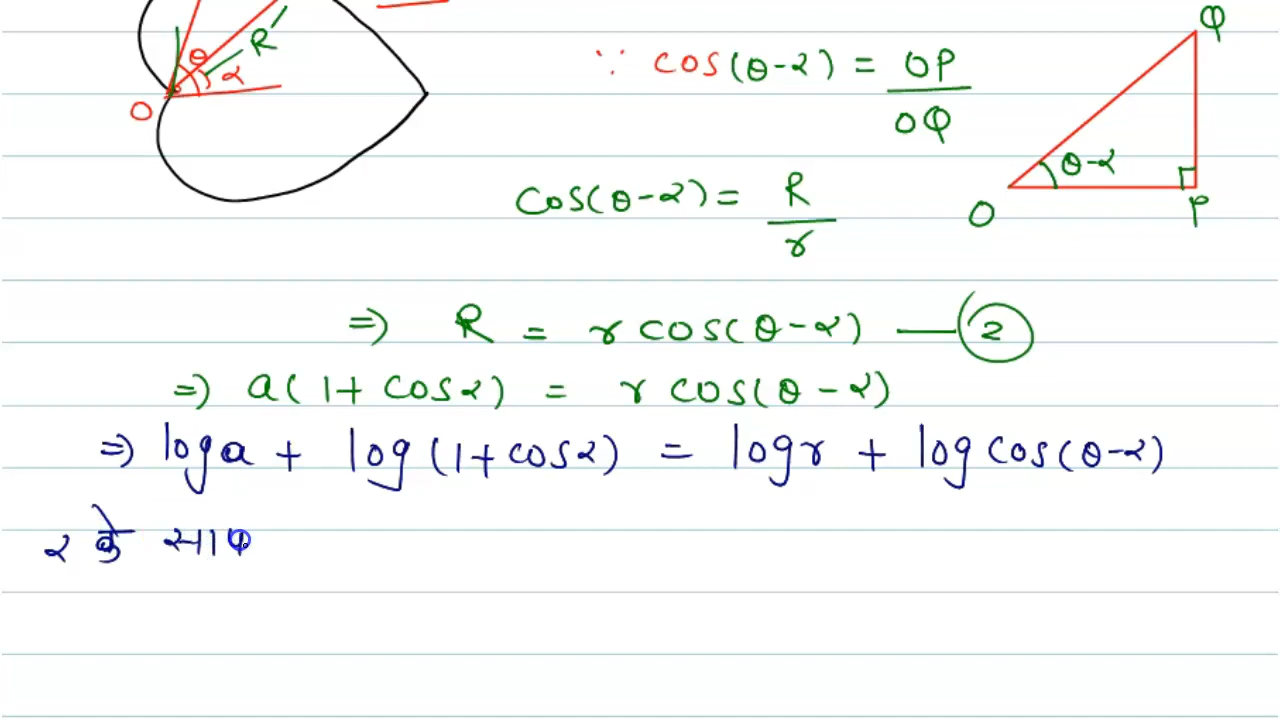 θ R α
O
∵ cos(θ-α) = OP/OQ
Q
θ-α
O P
cos(θ-α) = R/r
⇒ R = r cos(θ-α) — ②
⇒ a(1+cosα) = r cos(θ-α)
⇒ log a + log(1+cosα) = log r + log cos(θ-α)
α के साप